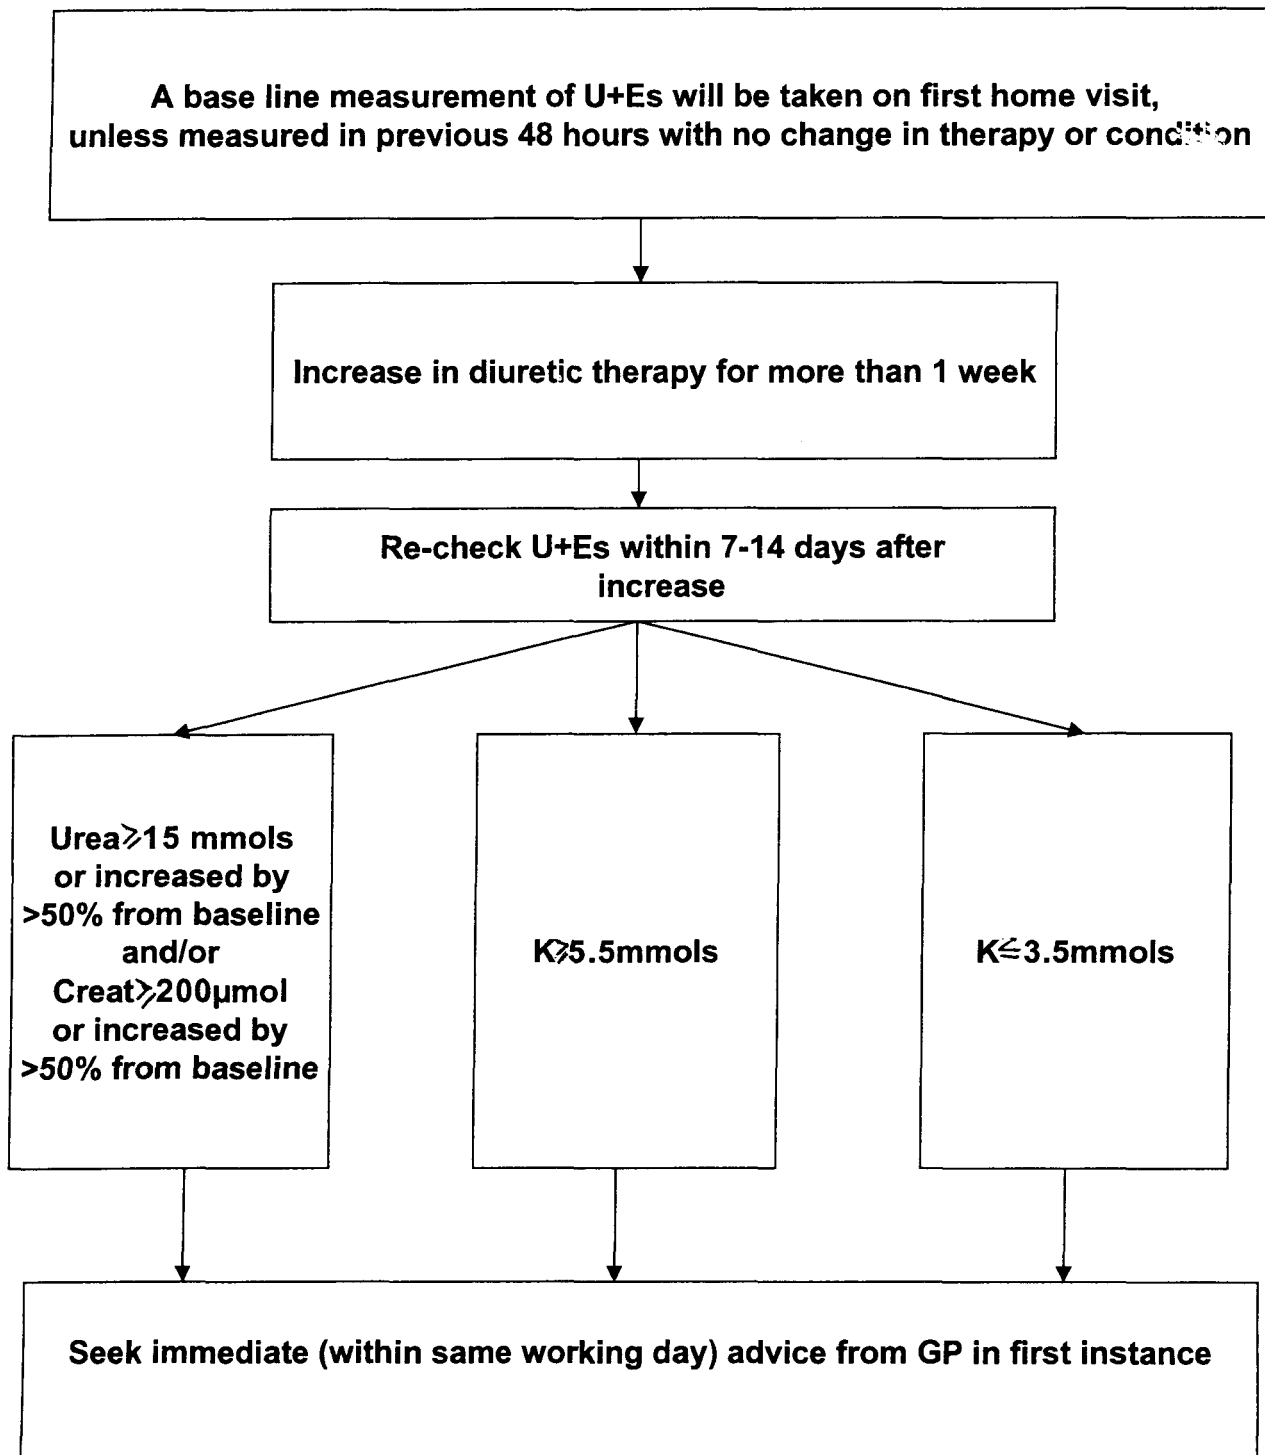 A base line measurement of U+Es will be taken on first home visit,
unless measured in previous 48 hours with no change in therapy or condition
Increase in diuretic therapy for more than 1 week
Re-check U+Es within 7-14 days after
increase
Urea⩾15 mmols
or increased by
>50% from baseline
and/or
Creat⩾200µmol
or increased by
>50% from baseline
K⩾5.5mmols
K≤3.5mmols
Seek immediate (within same working day) advice from GP in first instance